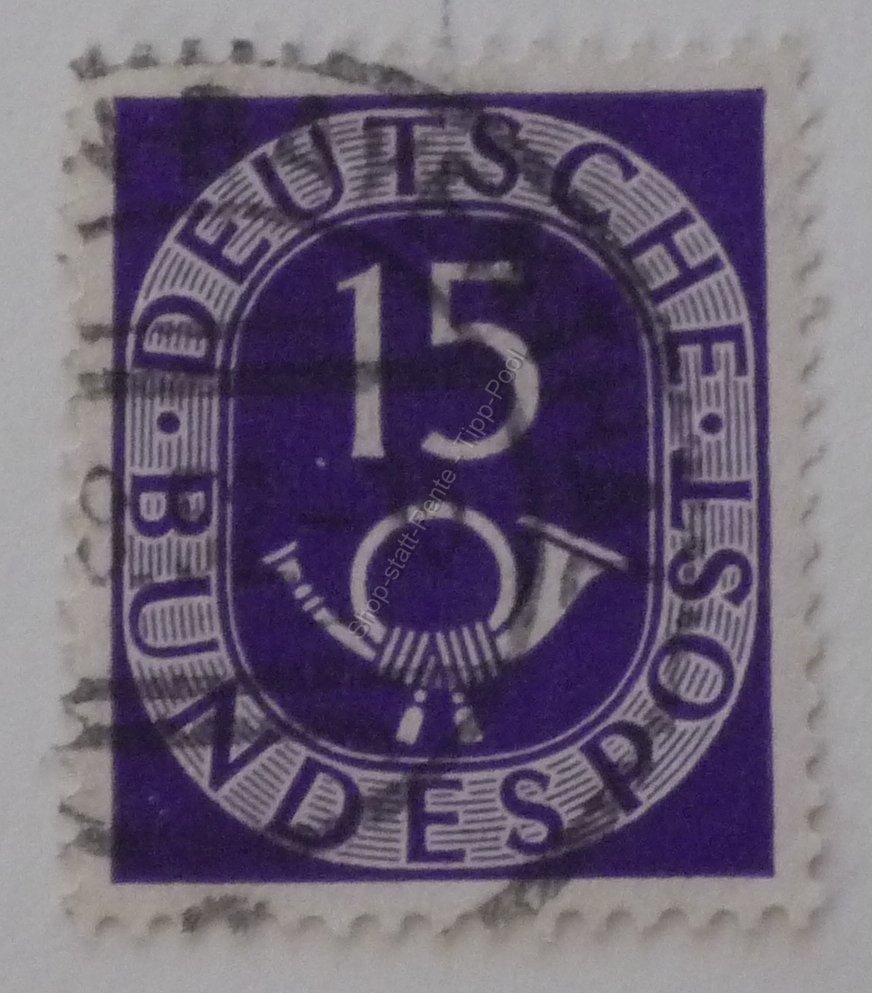 DEUTSCHE
15
BUNDESPOST
Shop-statt-Rente - Tipp-Pool